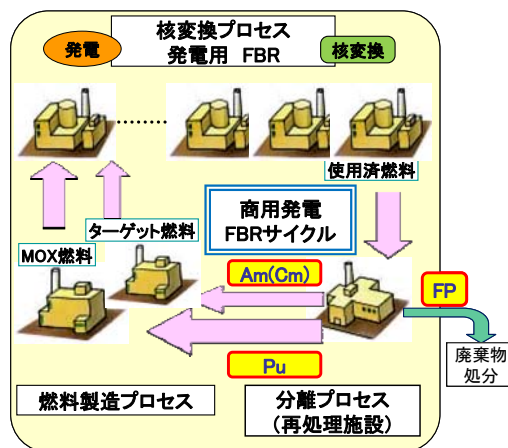 発電
核変換プロセス
発電用 FBR
核変換
使用済燃料
商用発電
FBRサイクル
ターゲット燃料
MOX燃料
Am(Cm)
FP
Pu
廃棄物
処分
燃料製造プロセス
分離プロセス
(再処理施設)